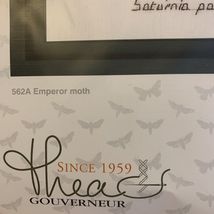 Saturnia pa
562A Emperor moth
SINCE 1959
thea
GOUVERNEUR